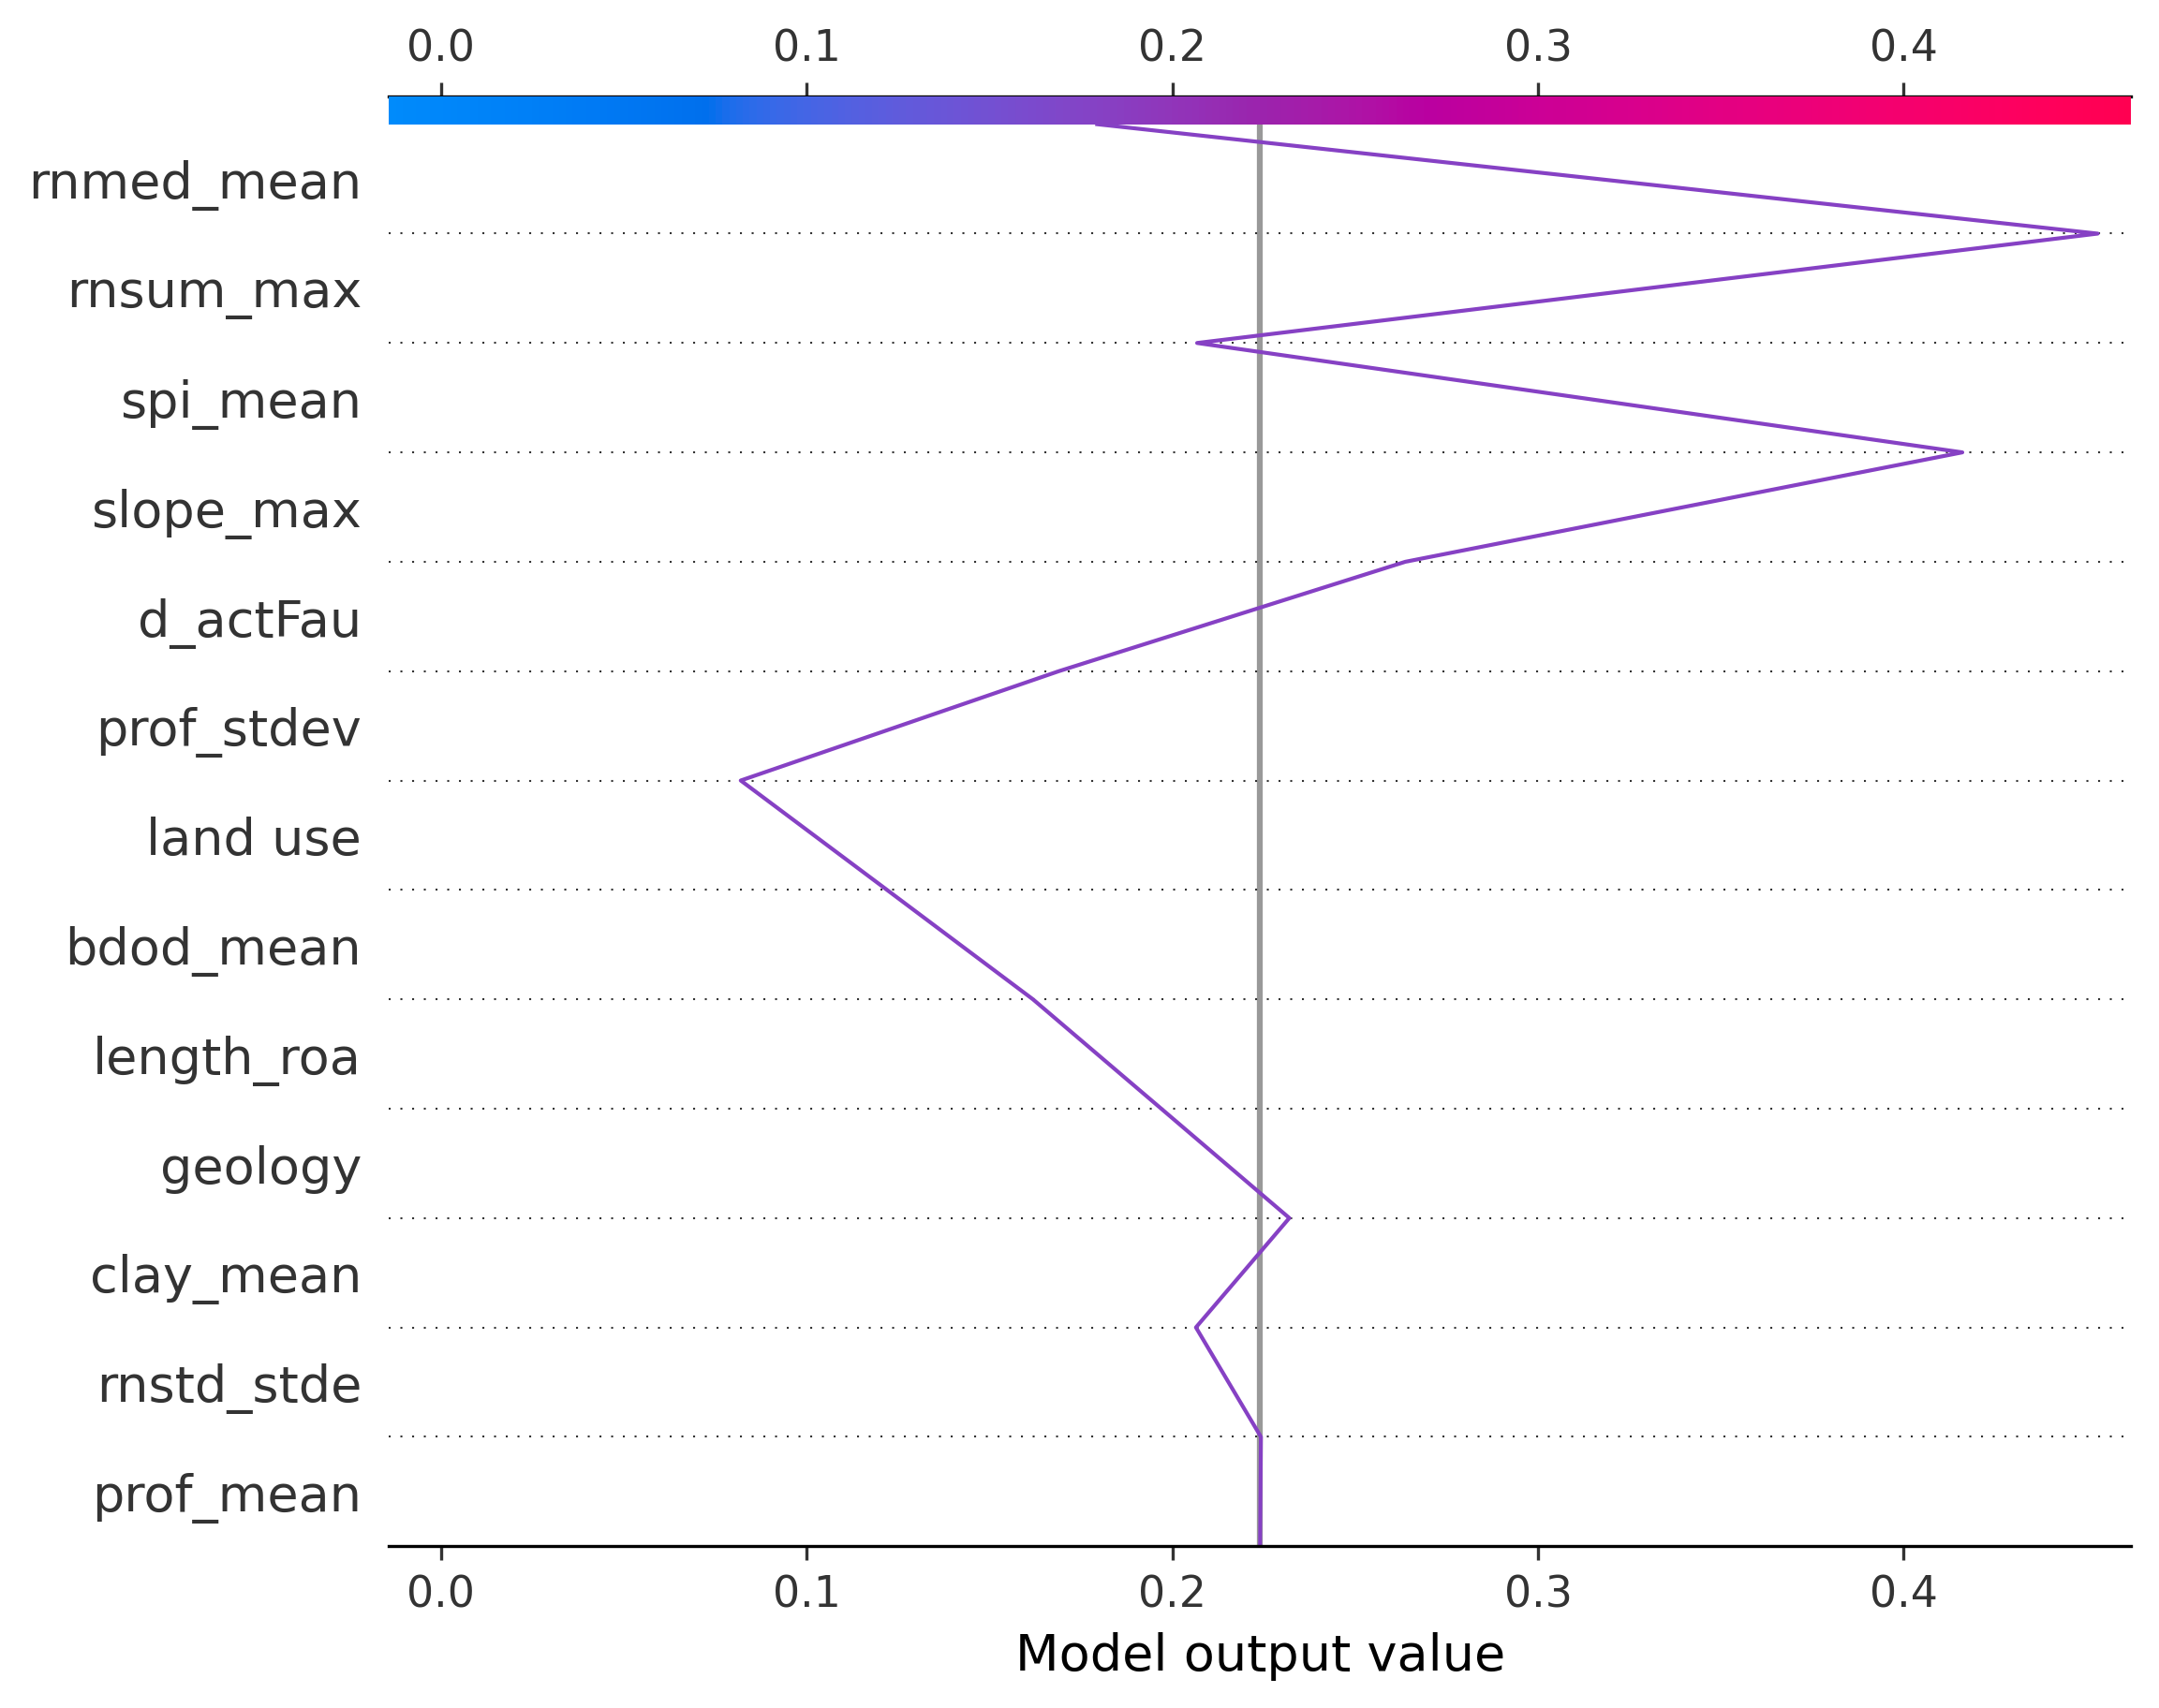 0.0 0.1 0.2 0.3 0.4
rnmed_mean
rnsum_max
spi_mean
slope_max
d_actFau
prof_stdev
land use
bdod_mean
length_roa
geology
clay_mean
rnstd_stde
prof_mean
0.0 0.1 0.2 0.3 0.4
Model output value